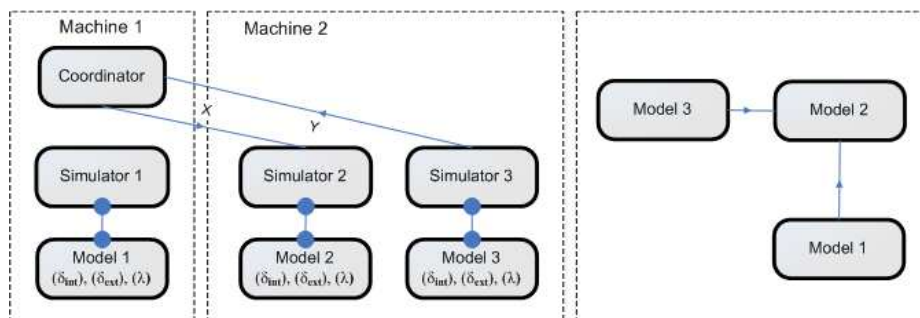 Machine 1
Machine 2
Coordinator
X
Y
Simulator 1
Simulator 2
Simulator 3
Model 1
(δint), (δext), (λ)
Model 2
(δint), (δext), (λ)
Model 3
(δint), (δext), (λ)
Model 3
Model 2
Model 1